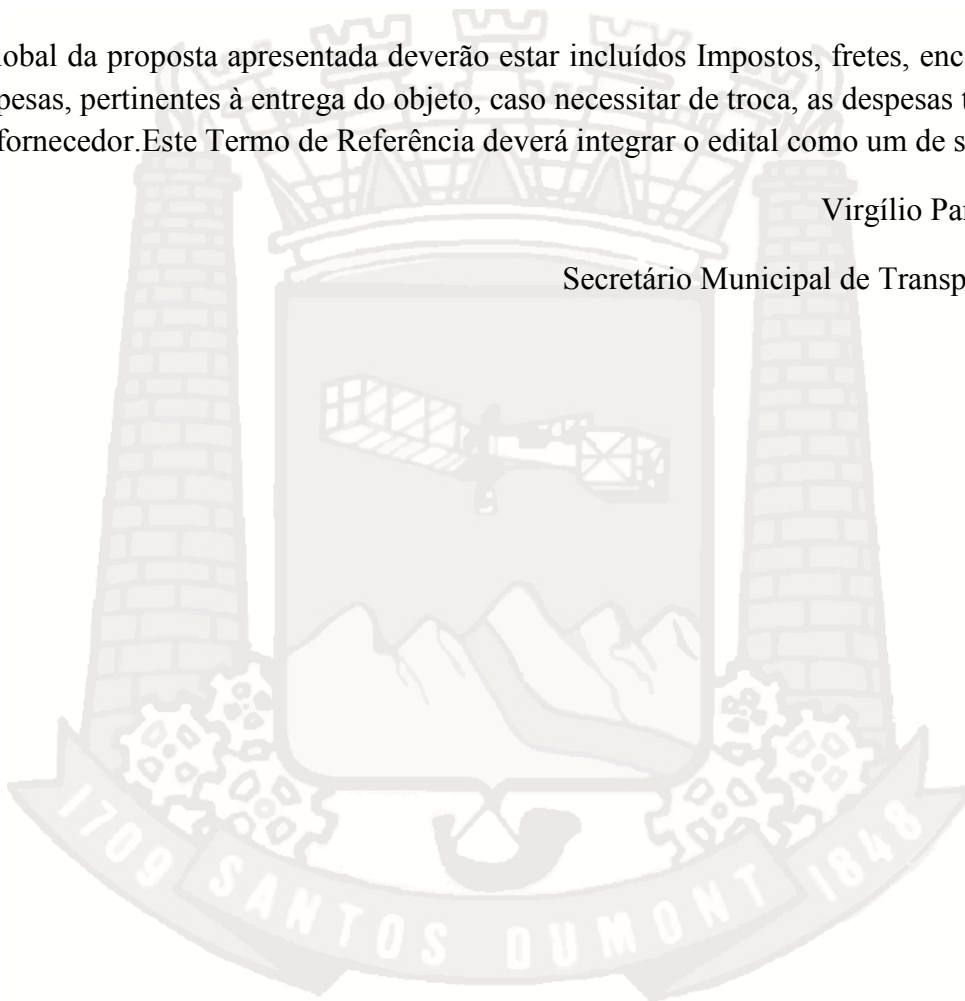 lobal da proposta apresentada deverão estar incluídos Impostos, fretes, enc
pesas, pertinentes à entrega do objeto, caso necessitar de troca, as despesas t
fornecedor.Este Termo de Referência deverá integrar o edital como um de s
Virgílio Par
Secretário Municipal de Transp
1709 SANTOS DUMONT 1848